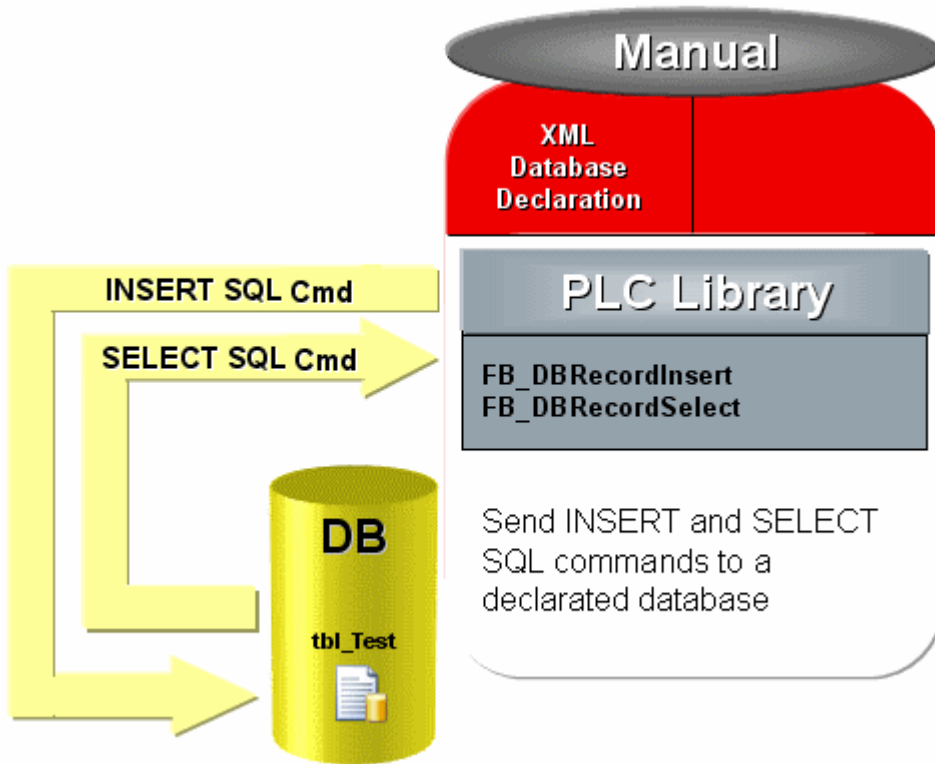 Manual
XML
Database
Declaration
INSERT SQL Cmd
PLC Library
SELECT SQL Cmd
FB_DBRecordInsert
FB_DBRecordSelect
DB
tbl_Test
Send INSERT and SELECT
SQL commands to a
declarated database